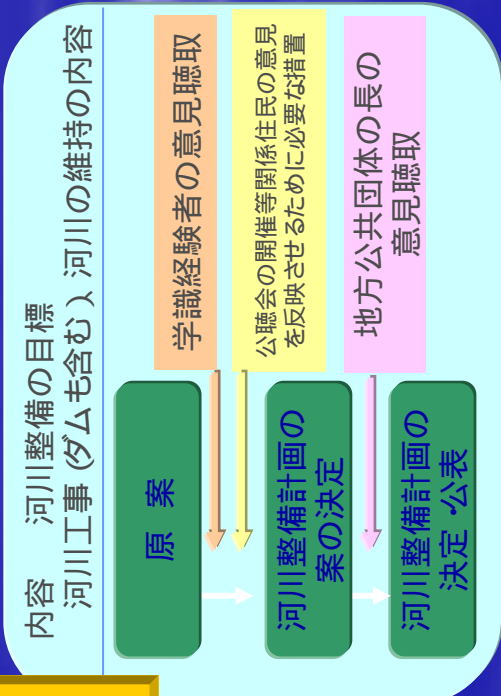 内容　河川整備の目標
河川工事(ダムも含む)、河川の維持の内容
原　案
学識経験者の意見聴取
公聴会の開催等関係住民の意見
を反映させるために必要な措置
河川整備計画の
案の決定
地方公共団体の長の
意見聴取
河川整備計画の
決定・公表